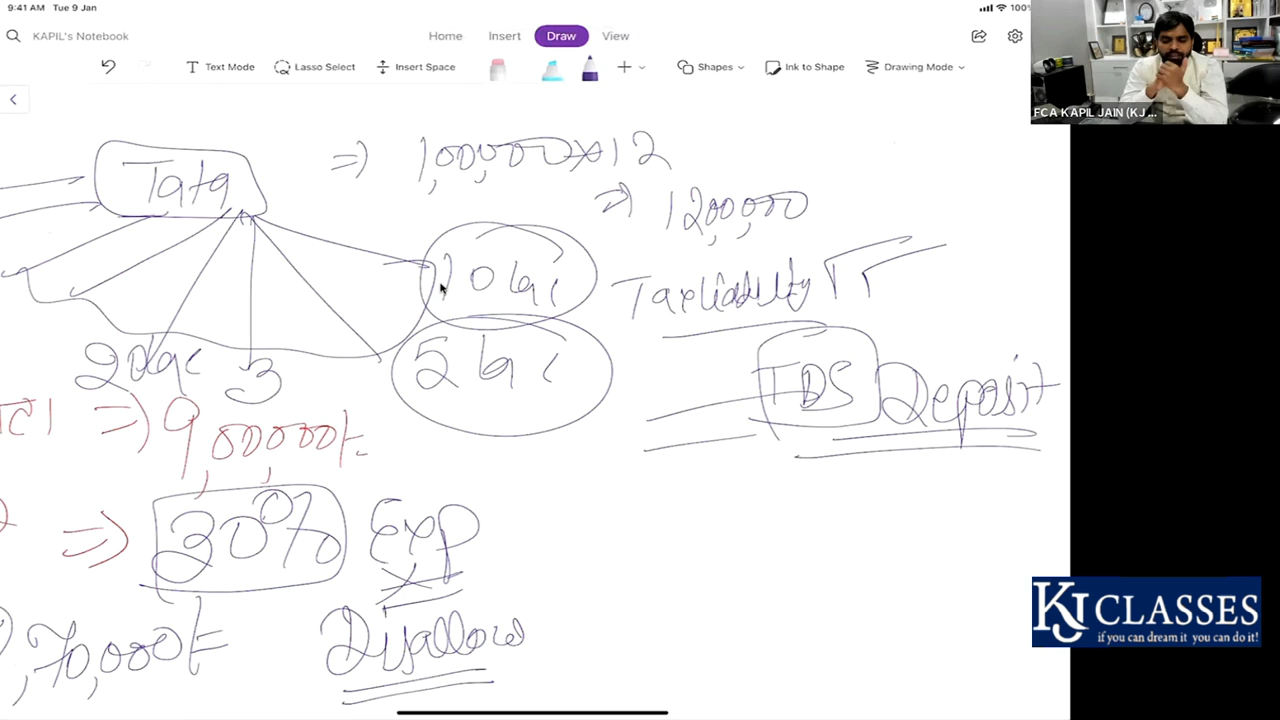 9:41 AM Tue 9 Jan
100%
KAPIL's Notebook
Home Insert Draw View
Text Mode Lasso Select Insert Space Shapes Ink to Shape Drawing Mode
FCA KAPIL JAIN (KJ ...
Tata => 1,00,000 x 12
=> 1200,000
10 lac Tax liability
5 lac
20 lac 3
TDS Deposit
=> 9,00,000/-
=> 30% Exp
,70,000/- Disallow
KJ CLASSES
if you can dream it you can do it!